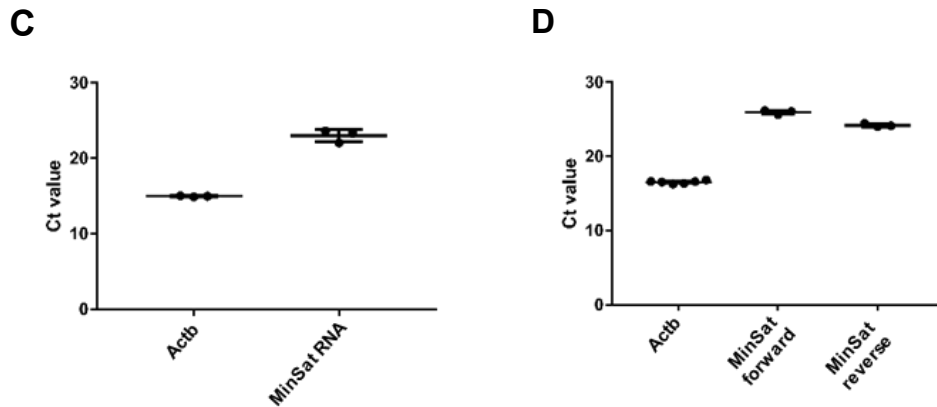 C
30
20
10
0
Ct value
Actb
MinSat RNA
D
30
20
10
0
Ct value
Actb
MinSat
forward
MinSat
reverse